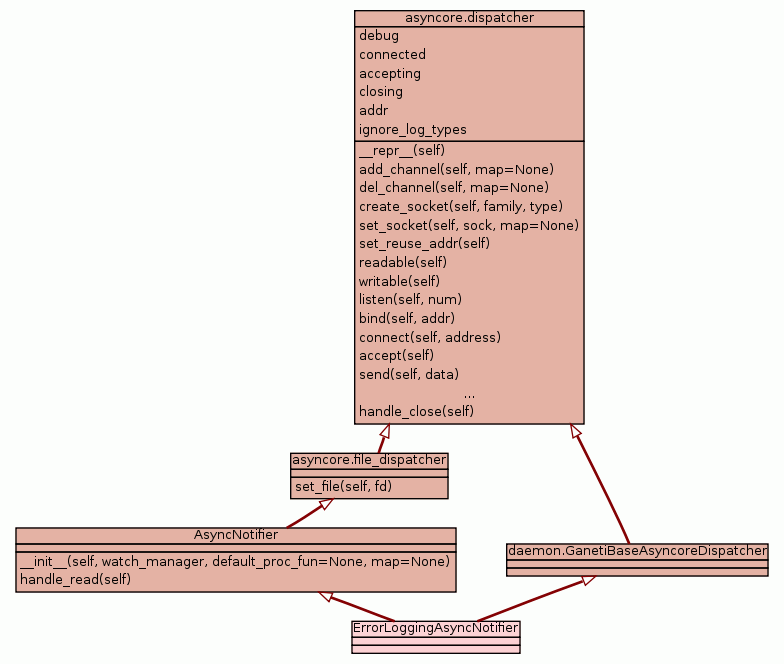 asyncore.dispatcher
debug
connected
accepting
closing
addr
ignore_log_types
__repr__(self)
add_channel(self, map=None)
del_channel(self, map=None)
create_socket(self, family, type)
set_socket(self, sock, map=None)
set_reuse_addr(self)
readable(self)
writable(self)
listen(self, num)
bind(self, addr)
connect(self, address)
accept(self)
send(self, data)
...
handle_close(self)
asyncore.file_dispatcher
set_file(self, fd)
AsyncNotifier
__init__(self, watch_manager, default_proc_fun=None, map=None)
handle_read(self)
daemon.GanetiBaseAsyncoreDispatcher
ErrorLoggingAsyncNotifier